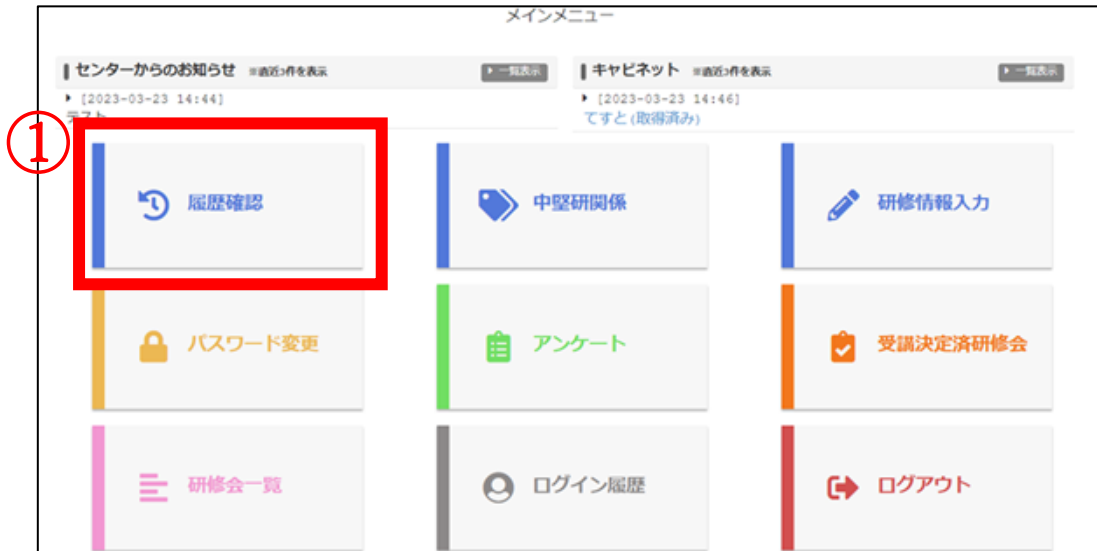 メインメニュー
センターからのお知らせ ※直近3件を表示
一覧表示
[2023-03-23 14:44]
テスト
キャビネット ※直近3件を表示
一覧表示
[2023-03-23 14:46]
てすと(取得済み)
①
履歴確認
中堅研関係
研修情報入力
パスワード変更
アンケート
受講決定済研修会
研修会一覧
ログイン履歴
ログアウト